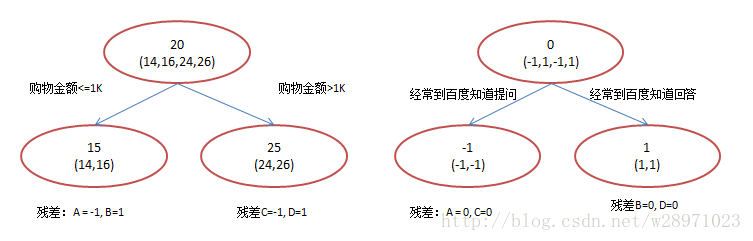 20
(14,16,24,26)
购物金额<=1K
购物金额>1K
15
(14,16)
25
(24,26)
残差：A = -1, B=1
残差C=-1, D=1
0
(-1,1,-1,1)
经常到百度知道提问
经常到百度知道回答
-1
(-1,-1)
1
(1,1)
残差：A = 0, C=0
残差B=0, D=0
http://blog.csdn.net/w28971023